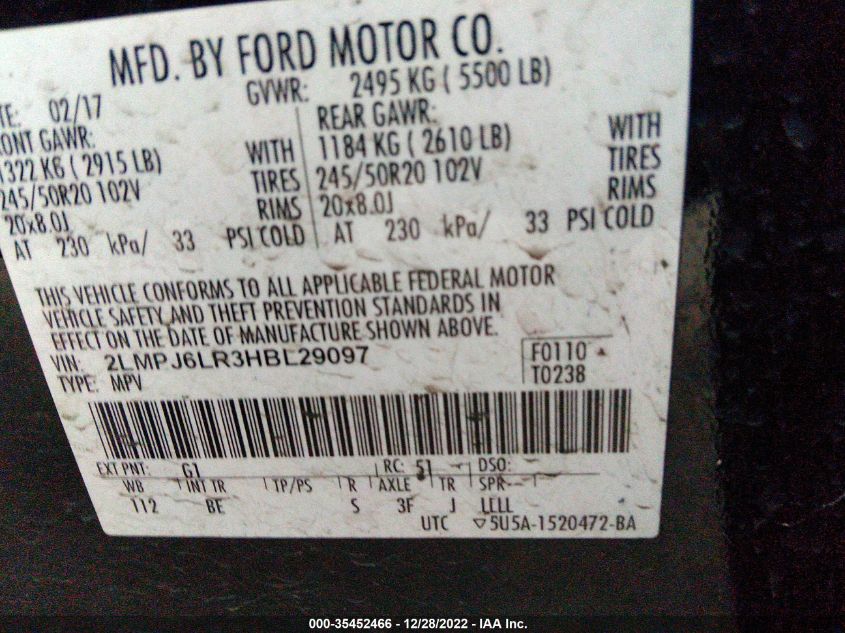 MFD. BY FORD MOTOR CO.
TE: 02/17 GVWR: 2495 KG ( 5500 LB)
ONT GAWR: REAR GAWR:
1322 KG ( 2915 LB) WITH 1184 KG ( 2610 LB) WITH
245/50R20 102V TIRES 245/50R20 102V TIRES
20x8.0J RIMS 20x8.0J RIMS
AT 230 kPa/ 33 PSI COLD AT 230 kPa/ 33 PSI COLD
THIS VEHICLE CONFORMS TO ALL APPLICABLE FEDERAL MOTOR
VEHICLE SAFETY AND THEFT PREVENTION STANDARDS IN
EFFECT ON THE DATE OF MANUFACTURE SHOWN ABOVE.
VIN: 2LMPJ6LR3HBL29097 F0110
TYPE: MPV T0238
EXT PNT: G1 RC: 51 DSO:
WB INT TR TP/PS R AXLE TR SPR
112 BE S 3F J LELL
UTC ▽5U5A-1520472-BA
000-35452466 - 12/28/2022 - IAA Inc.